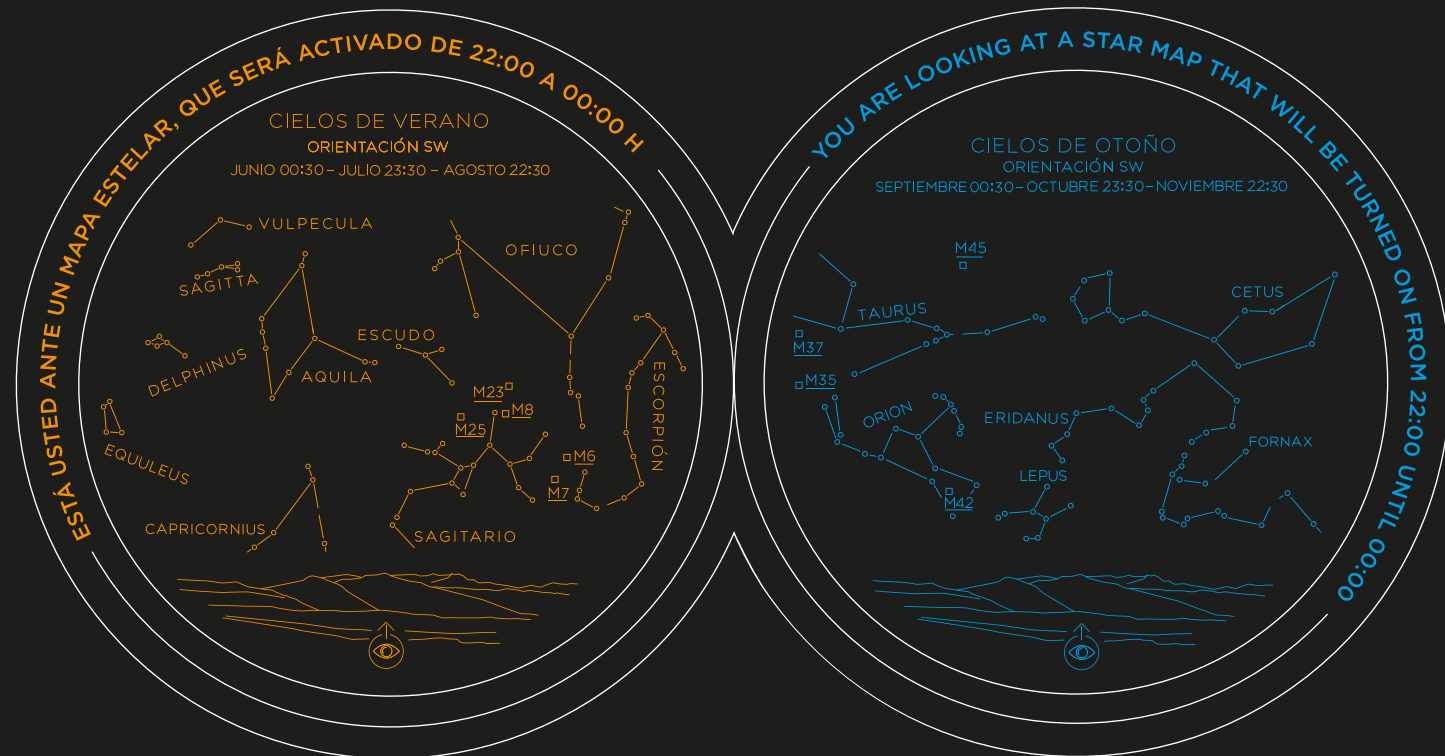 ESTÁ USTED ANTE UN MAPA ESTELAR, QUE SERÁ ACTIVADO DE 22:00 A 00:00 H
CIELOS DE VERANO
ORIENTACIÓN SW
JUNIO 00:30 – JULIO 23:30 – AGOSTO 22:30
VULPECULA
OFIUCO
SAGITTA
ESCUDO
DELPHINUS
AQUILA
ESCORPIÓN
M23
M8
M25
EQUULEUS
M6
M7
CAPRICORNIUS
SAGITARIO
YOU ARE LOOKING AT A STAR MAP THAT WILL BE TURNED ON FROM 22:00 UNTIL 00:00
CIELOS DE OTOÑO
ORIENTACIÓN SW
SEPTIEMBRE 00:30 – OCTUBRE 23:30 – NOVIEMBRE 22:30
M45
CETUS
TAURUS
M37
M35
ORION
ERIDANUS
FORNAX
LEPUS
M42